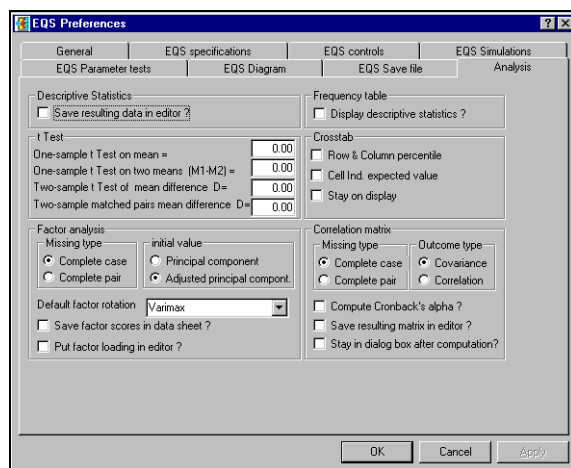 EQS Preferences
General
EQS specifications
EQS controls
EQS Simulations
EQS Parameter tests
EQS Diagram
EQS Save file
Analysis
Descriptive Statistics
Save resulting data in editor ?
Frequency table
Display descriptive statistics ?
t Test
One-sample t Test on mean = 0.00
One-sample t Test on two means (M1-M2) = 0.00
Two-sample t Test of mean difference D= 0.00
Two-sample matched pairs mean difference D= 0.00
Crosstab
Row & Column percentile
Cell Ind. expected value
Stay on display
Factor analysis
Missing type
Complete case
Complete pair
initial value
Principal component
Adjusted principal compont.
Default factor rotation Varimax
Save factor scores in data sheet ?
Put factor loading in editor ?
Correlation matrix
Missing type
Complete case
Complete pair
Outcome type
Covariance
Correlation
Compute Cronback's alpha ?
Save resulting matrix in editor ?
Stay in dialog box after computation?
OK
Cancel
Apply